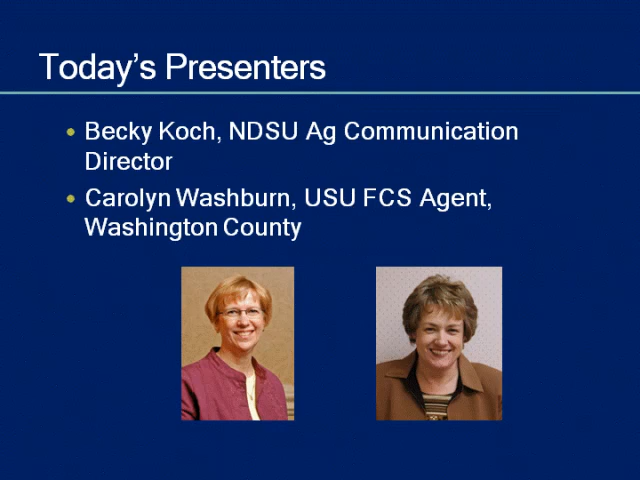 Today's Presenters
• Becky Koch, NDSU Ag Communication
Director
• Carolyn Washburn, USU FCS Agent,
Washington County